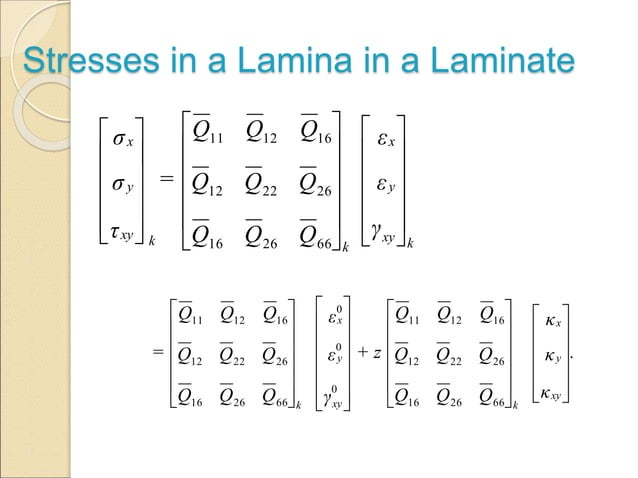 Stresses in a Lamina in a Laminate
[σx; σy; τxy]k = [Q̅11 Q̅12 Q̅16; Q̅12 Q̅22 Q̅26; Q̅16 Q̅26 Q̅66]k [εx; εy; γxy]k
= [Q̅11 Q̅12 Q̅16; Q̅12 Q̅22 Q̅26; Q̅16 Q̅26 Q̅66]k [ε⁰x; ε⁰y; γ⁰xy] + z [Q̅11 Q̅12 Q̅16; Q̅12 Q̅22 Q̅26; Q̅16 Q̅26 Q̅66]k [κx; κy; κxy].